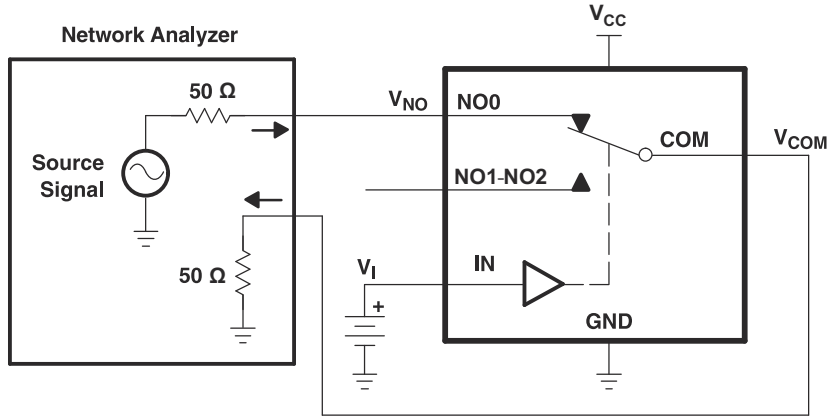 V_CC
Network Analyzer
50 Ω
V_NO
NO0
COM
V_COM
Source
Signal
NO1-NO2
50 Ω
V_I
IN
+
GND